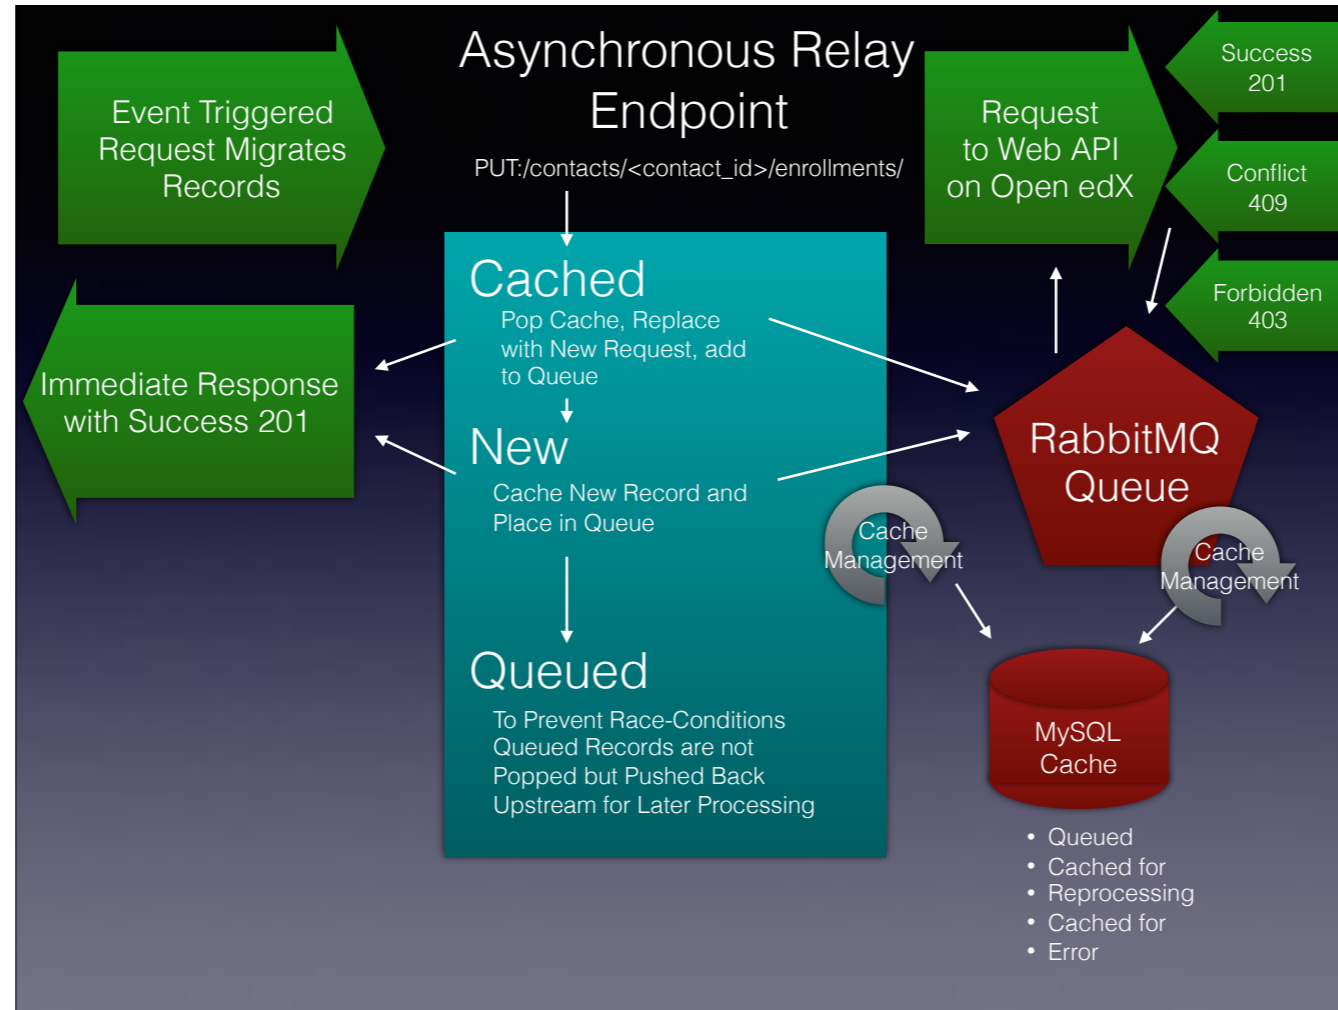 Asynchronous Relay
Endpoint
PUT:/contacts/<contact_id>/enrollments/
Event Triggered
Request Migrates
Records
Immediate Response
with Success 201
Cached
Pop Cache, Replace
with New Request, add
to Queue
New
Cache New Record and
Place in Queue
Queued
To Prevent Race-Conditions
Queued Records are not
Popped but Pushed Back
Upstream for Later Processing
Request
to Web API
on Open edX
Success
201
Conflict
409
Forbidden
403
RabbitMQ
Queue
Cache
Management
Cache
Management
MySQL
Cache
• Queued
• Cached for
• Reprocessing
• Cached for
• Error